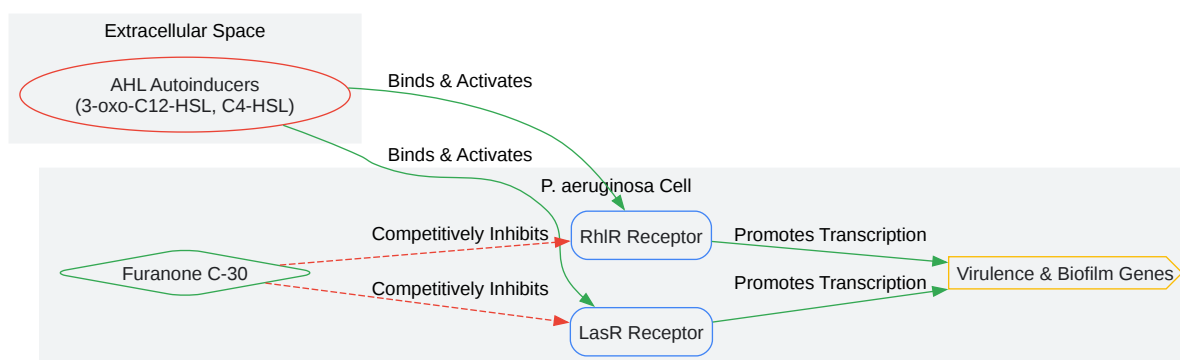 Extracellular Space
AHL Autoinducers
(3-oxo-C12-HSL, C4-HSL)
Binds & Activates
Binds & Activates
P. aeruginosa Cell
Competitively Inhibits
RhlR Receptor
Promotes Transcription
Furanone C-30
Competitively Inhibits
LasR Receptor
Promotes Transcription
Virulence & Biofilm Genes